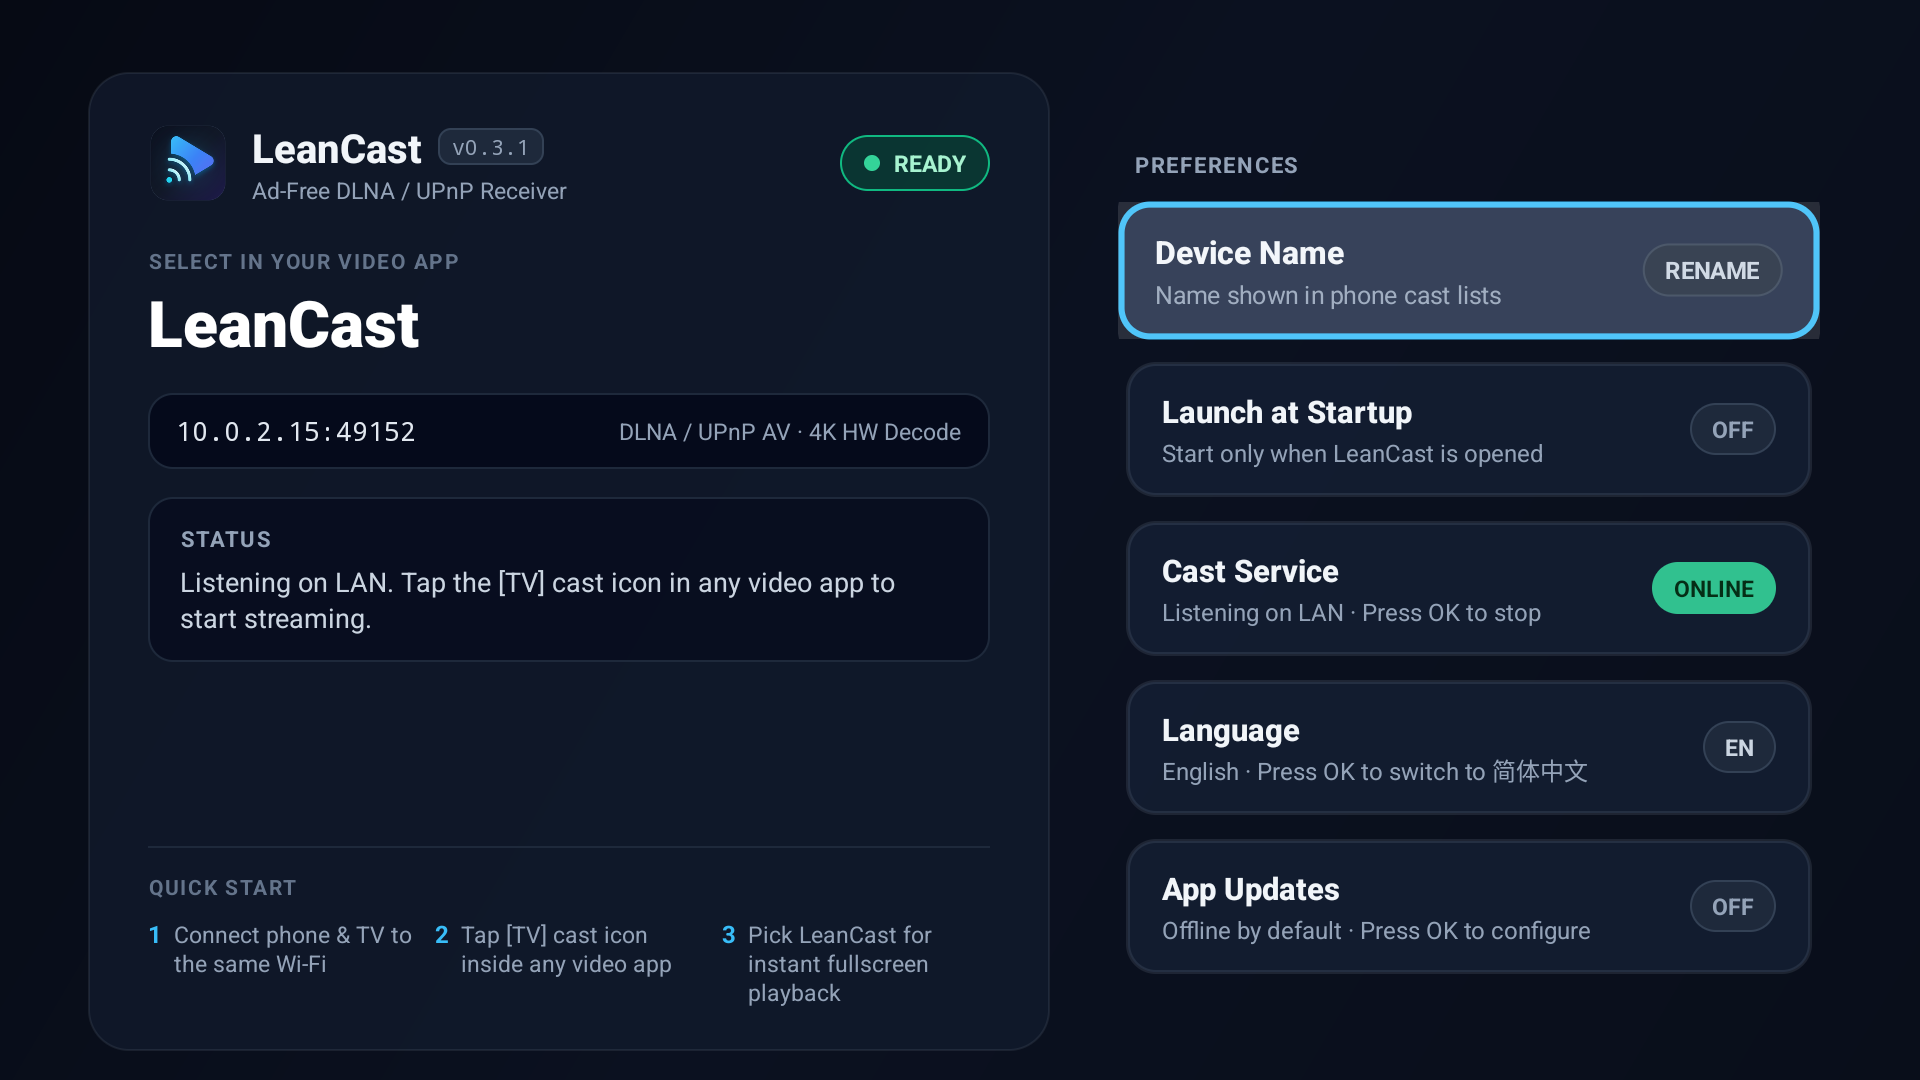 LeanCast v0.3.1
Ad-Free DLNA / UPnP Receiver
READY
SELECT IN YOUR VIDEO APP
LeanCast
10.0.2.15:49152
DLNA / UPnP AV · 4K HW Decode
STATUS
Listening on LAN. Tap the [TV] cast icon in any video app to
start streaming.
QUICK START
1 Connect phone & TV to
the same Wi-Fi
2 Tap [TV] cast icon
inside any video app
3 Pick LeanCast for
instant fullscreen
playback
PREFERENCES
Device Name
Name shown in phone cast lists
RENAME
Launch at Startup
Start only when LeanCast is opened
OFF
Cast Service
Listening on LAN · Press OK to stop
ONLINE
Language
English · Press OK to switch to 简体中文
EN
App Updates
Offline by default · Press OK to configure
OFF